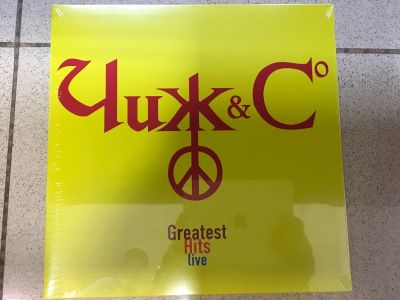 Чиж & Cº
Greatest
Hits
live